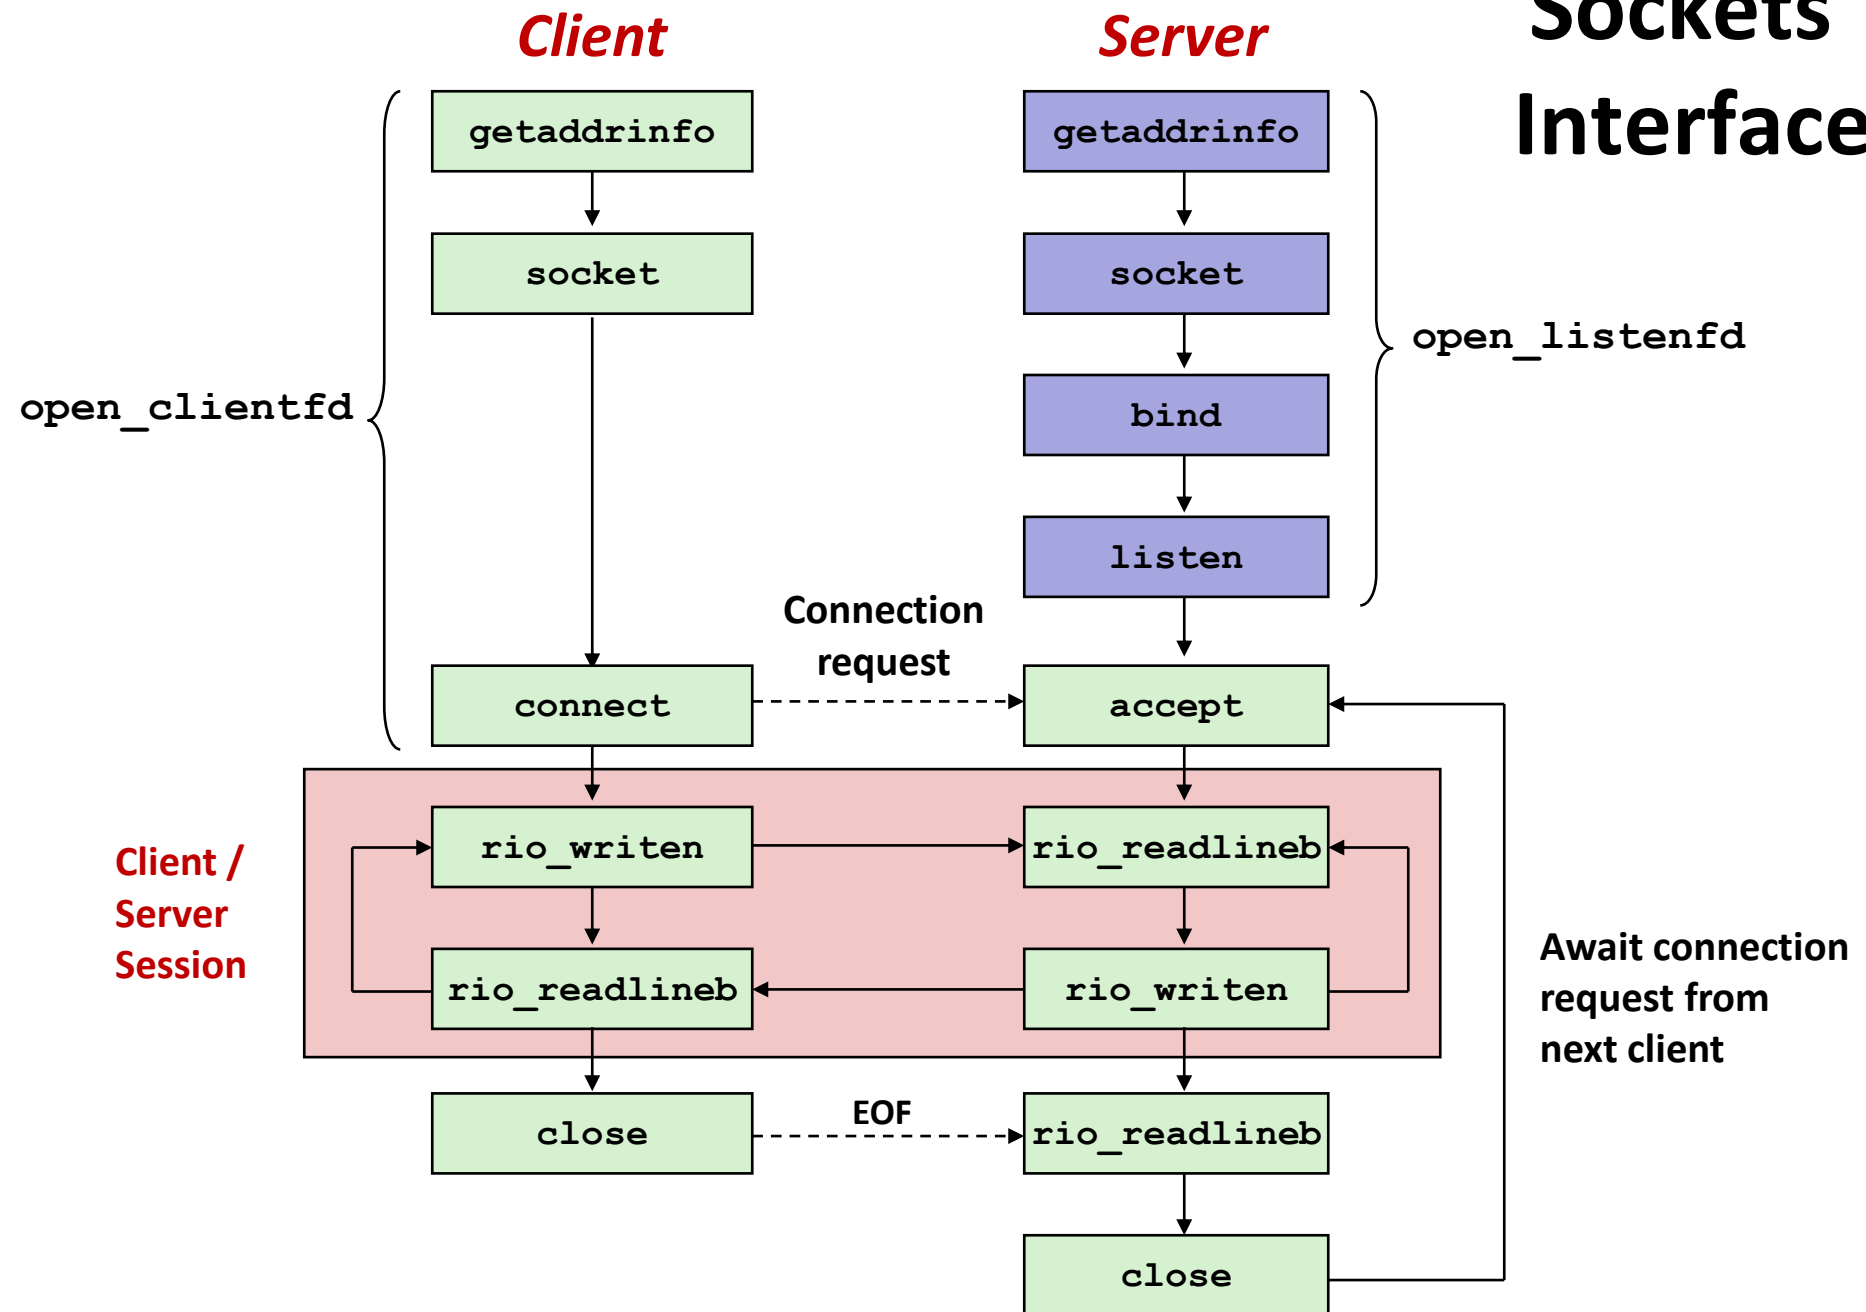 Sockets
Interface
Client
Server
getaddrinfo
getaddrinfo
socket
socket
open_listenfd
open_clientfd
bind
listen
Connection
request
connect
accept
Client /
Server
Session
rio_writen
rio_readlineb
rio_readlineb
rio_writen
Await connection
request from
next client
close
EOF
rio_readlineb
close